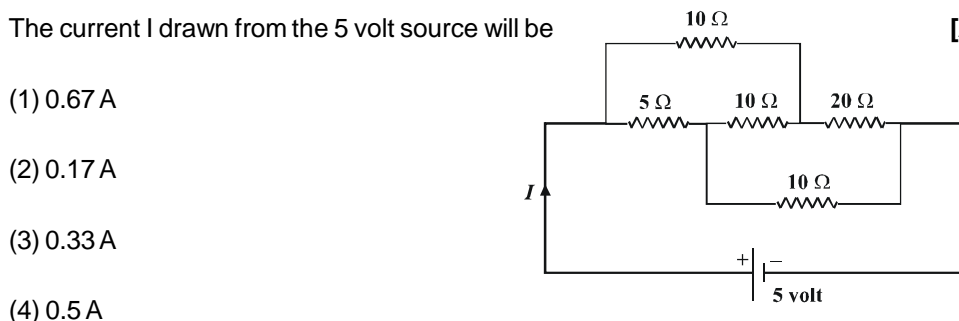 The current I drawn from the 5 volt source will be
[
(1) 0.67 A
(2) 0.17 A
(3) 0.33 A
(4) 0.5 A
10 Ω
5 Ω 10 Ω 20 Ω
10 Ω
I
+ –
5 volt